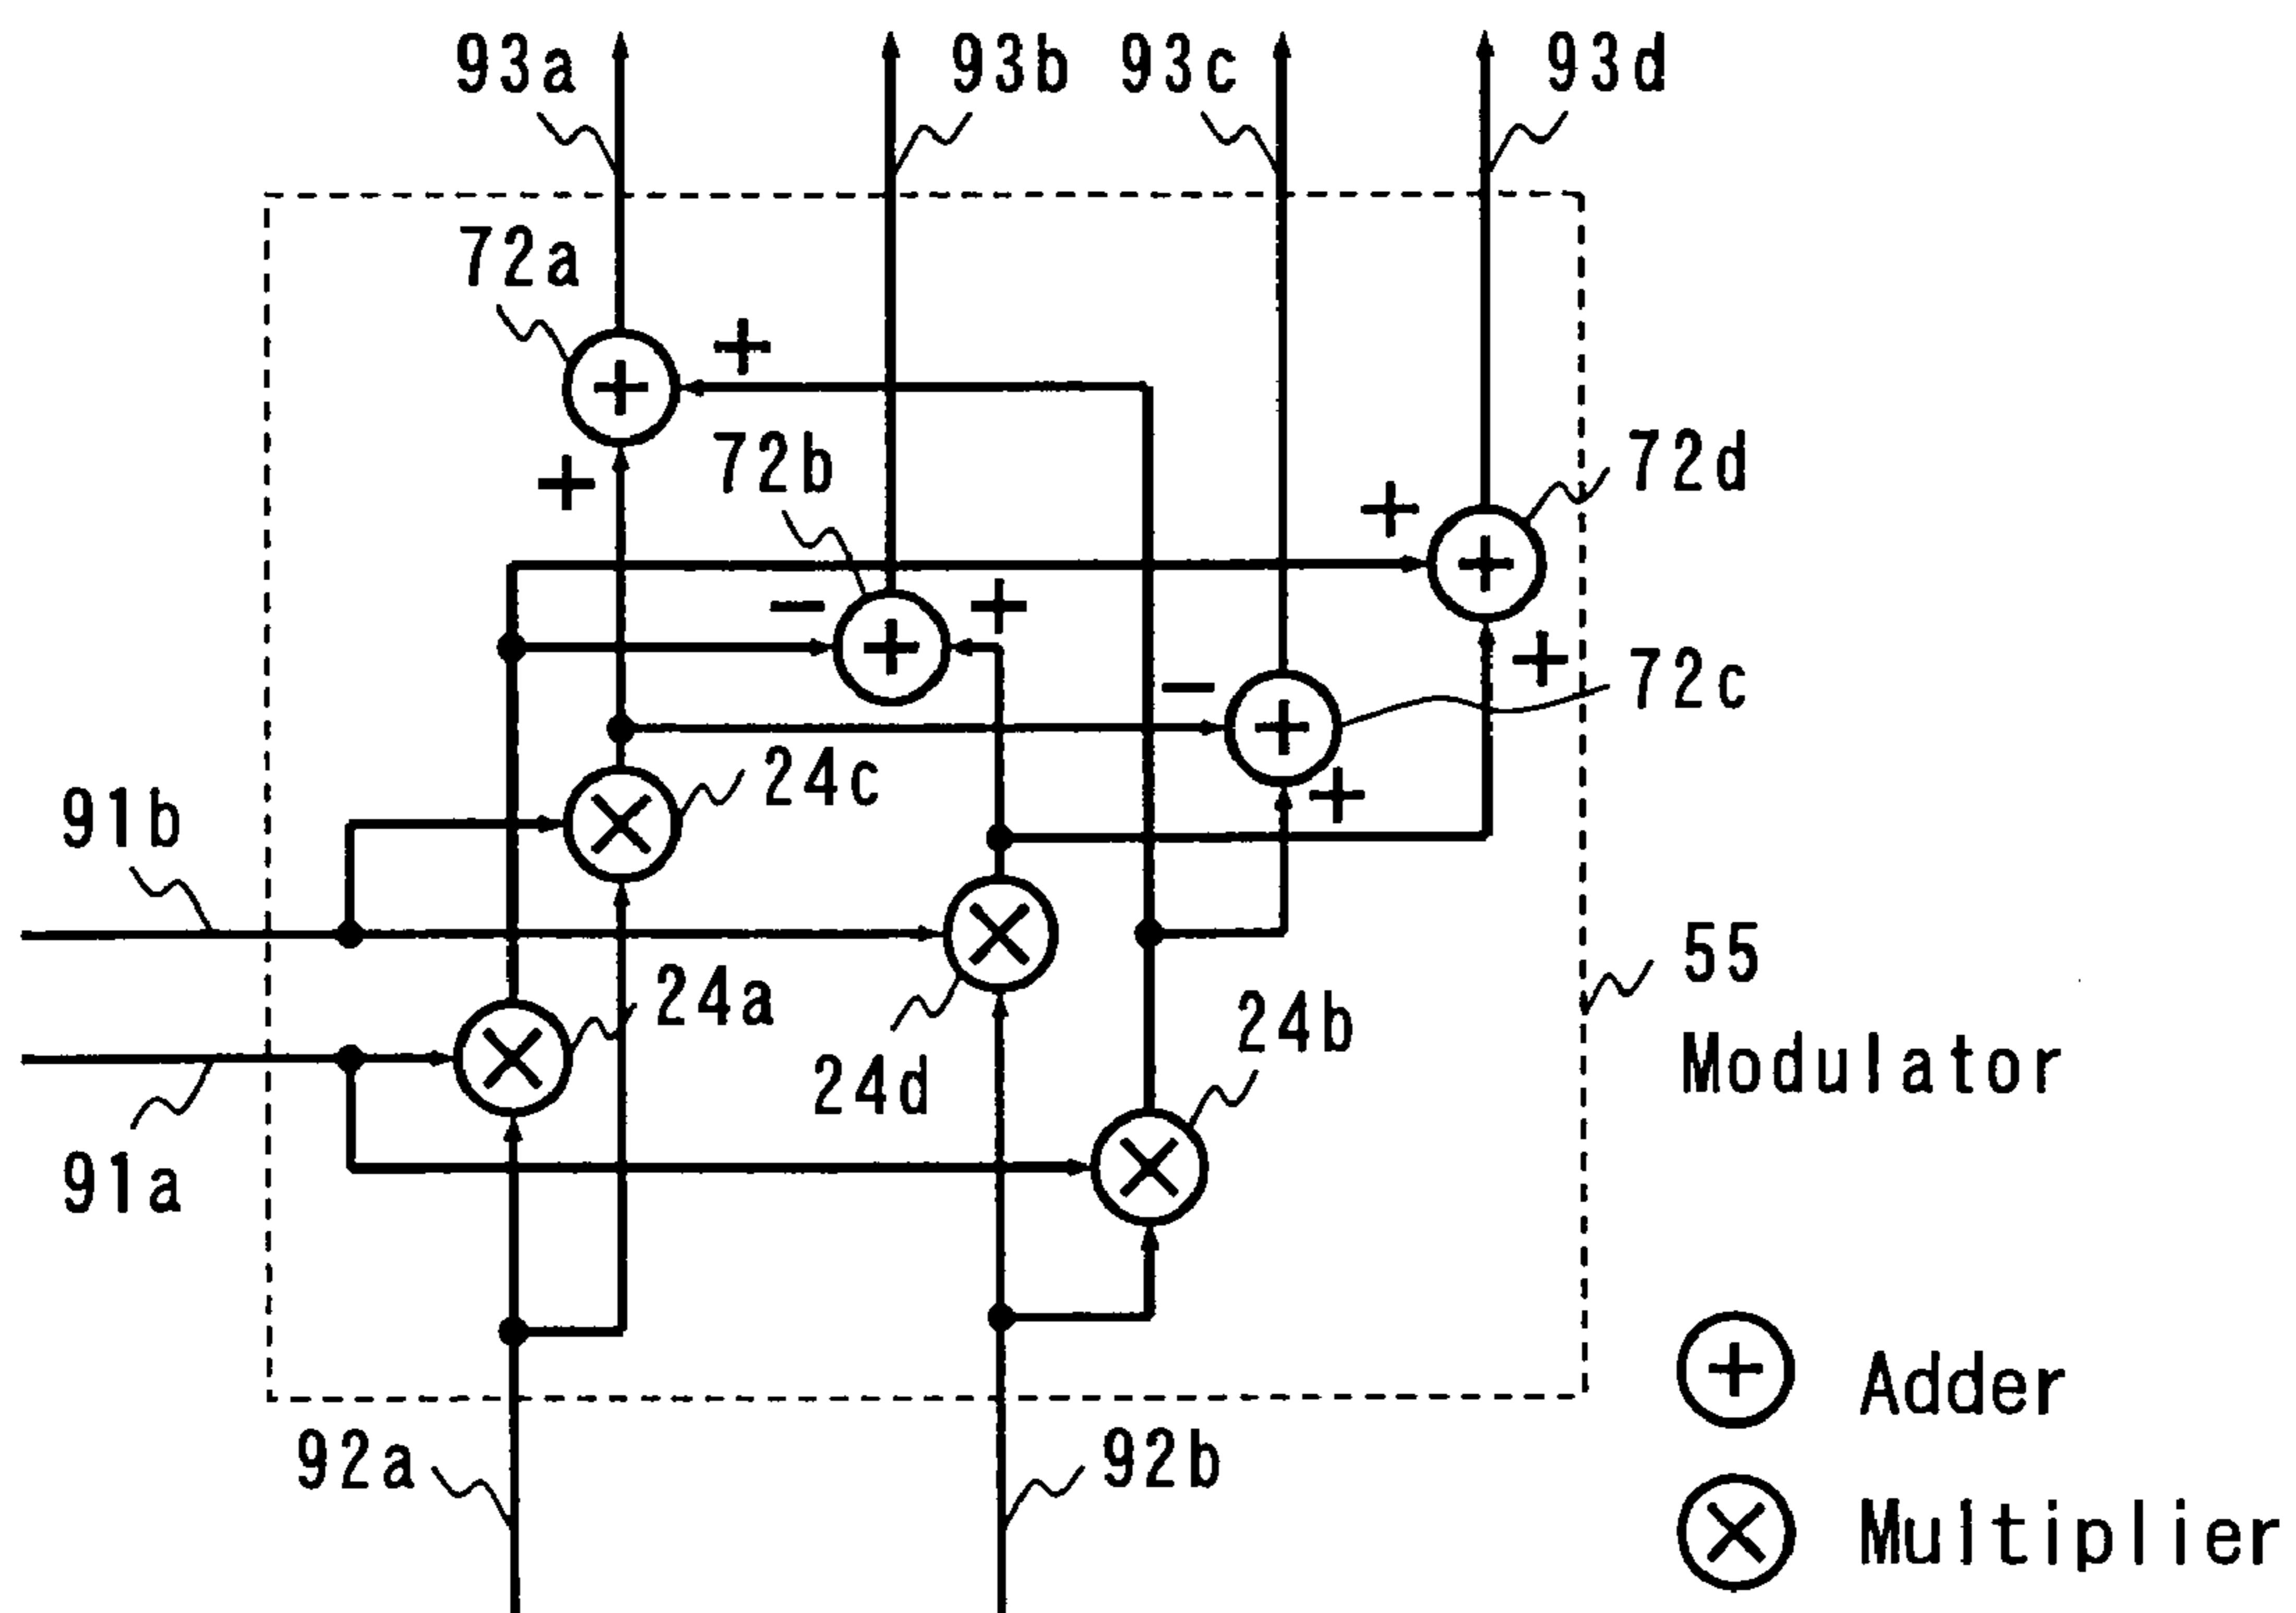 93a
93b
93c
93d
72a
+
+
72b
+
72d
−
+
+
72c
−
24c
+
91b
24a
55
24b
Modulator
24d
91a
Adder
92a
92b
Multiplier